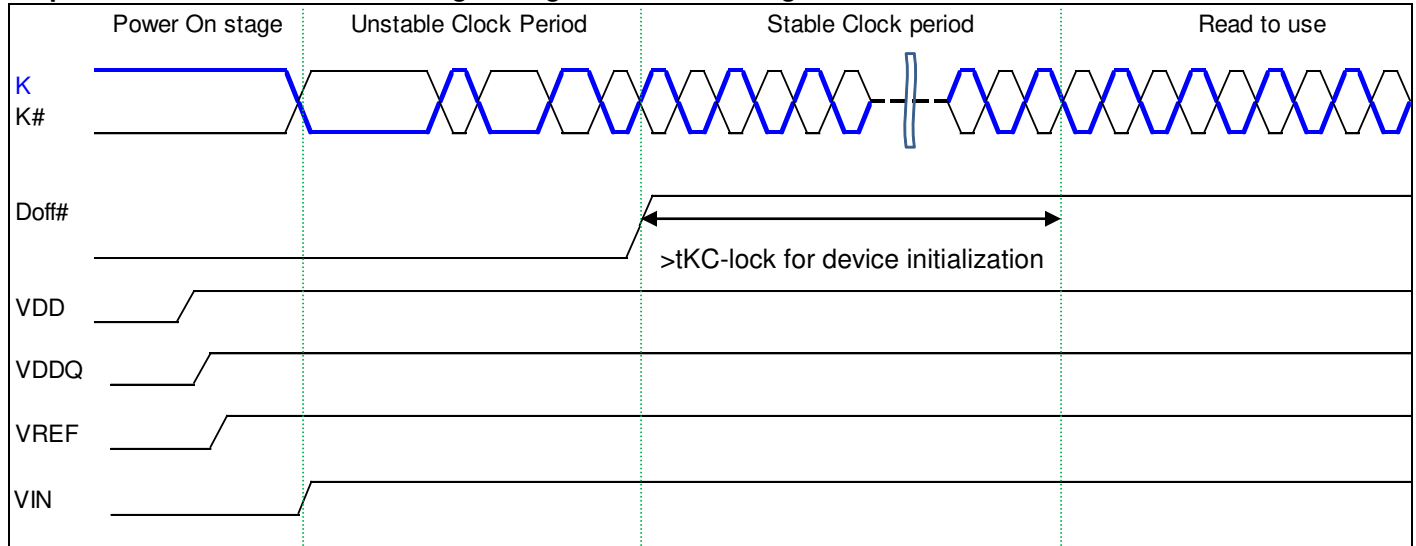 Power On stage Unstable Clock Period Stable Clock period Read to use
K
K#
Doff#
>tKC-lock for device initialization
VDD
VDDQ
VREF
VIN